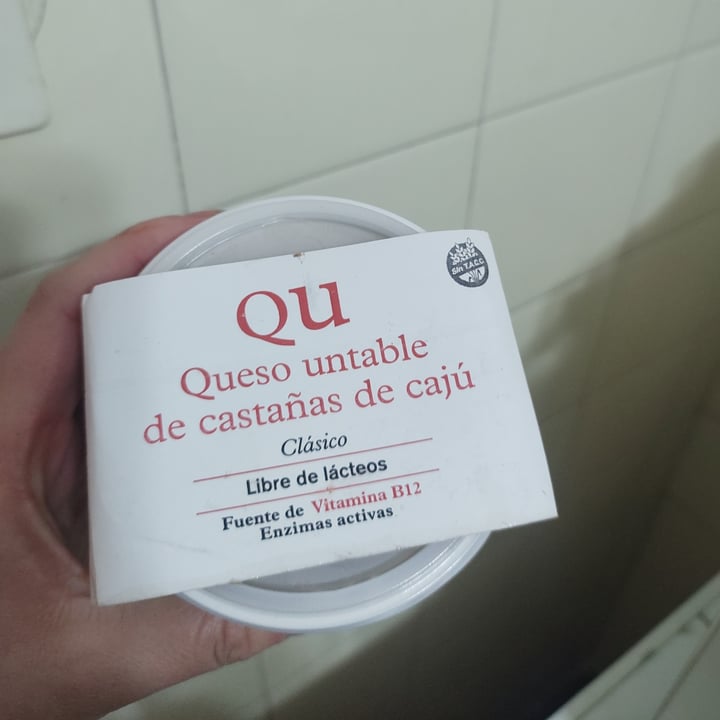 Qu
Sin T.A.C.C.
Queso untable
de castañas de cajú
Clásico
Libre de lácteos
Fuente de Vitamina B12
Enzimas activas